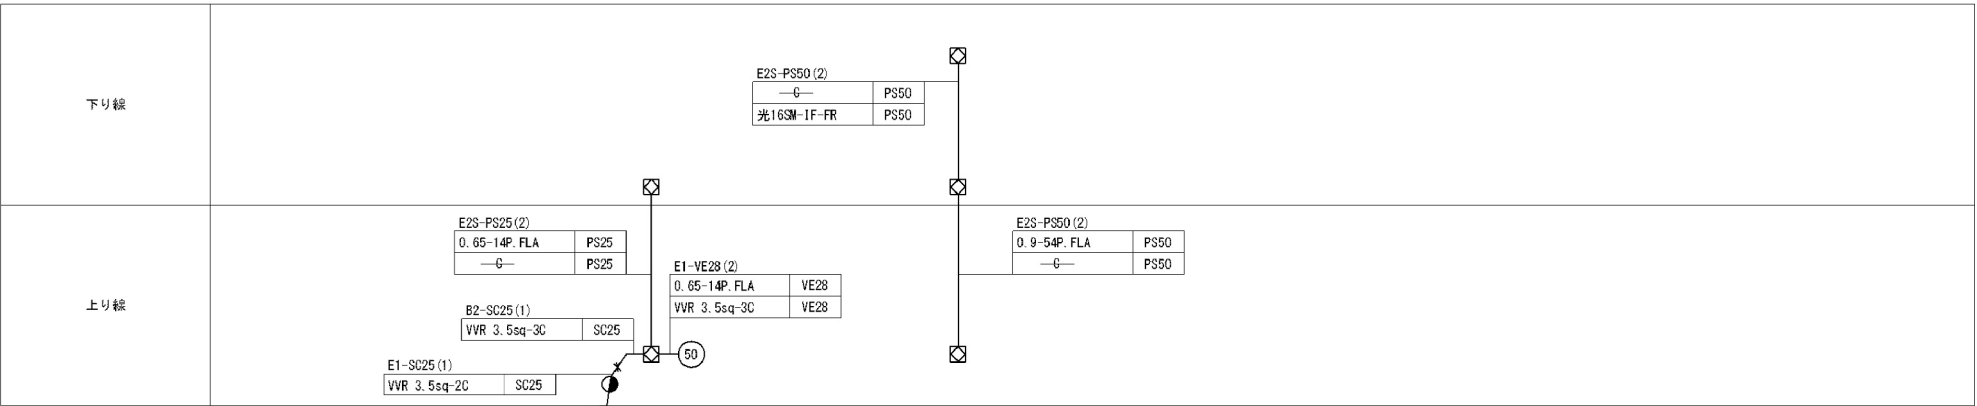 下り線
E2S-PS50(2)
G PS50
光16SM-IF-FR PS50
上り線
E2S-PS25(2)
0.65-14P.FLA PS25
G PS25
E1-VE28(2)
0.65-14P.FLA VE28
VVR 3.5sq-3C VE28
B2-SC25(1)
VVR 3.5sq-3C SC25
50
E1-SC25(1)
VVR 3.5sq-2C SC25
E2S-PS50(2)
0.9-54P.FLA PS50
G PS50